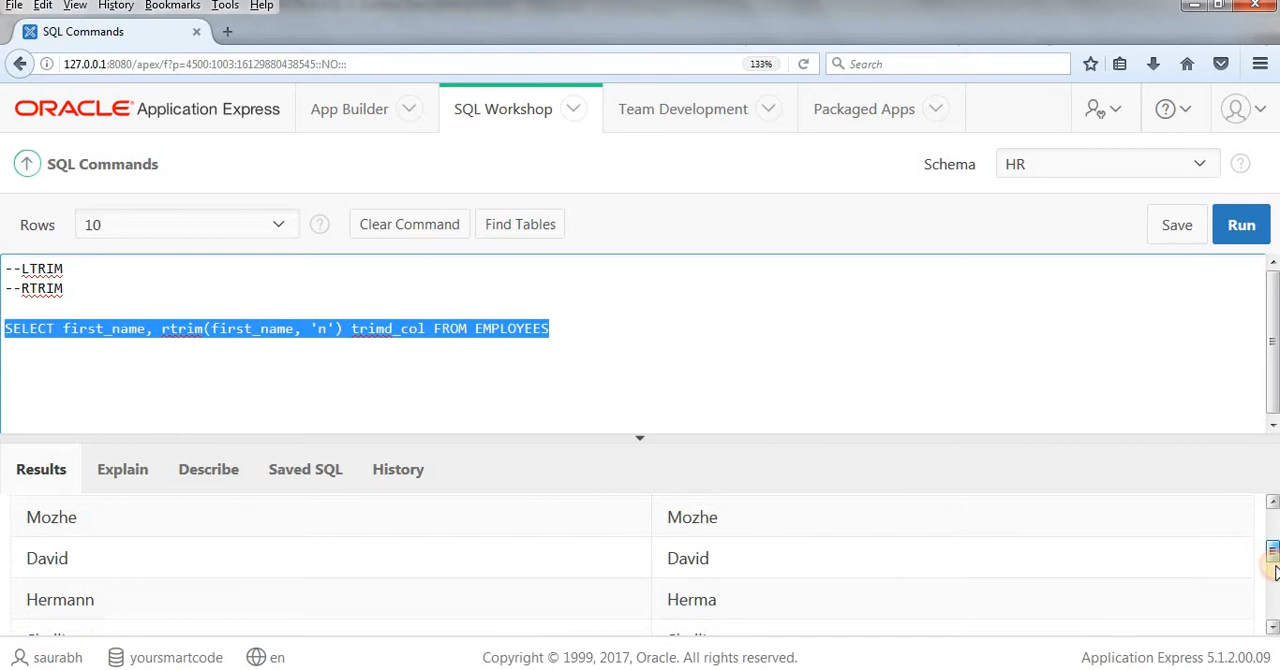 File Edit View History Bookmarks Tools Help
SQL Commands
127.0.0.1:8080/apex/f?p=4500:1003:16129880438545::NO::: 133% Search
ORACLE Application Express App Builder SQL Workshop Team Development Packaged Apps
SQL Commands Schema HR
Rows 10 Clear Command Find Tables Save Run
--LTRIM
--RTRIM
SELECT first_name, rtrim(first_name, 'n') trimd_col FROM EMPLOYEES
Results Explain Describe Saved SQL History
Mozhe Mozhe
David David
Hermann Herma
saurabh yoursmartcode en Copyright © 1999, 2017, Oracle. All rights reserved. Application Express 5.1.2.00.09